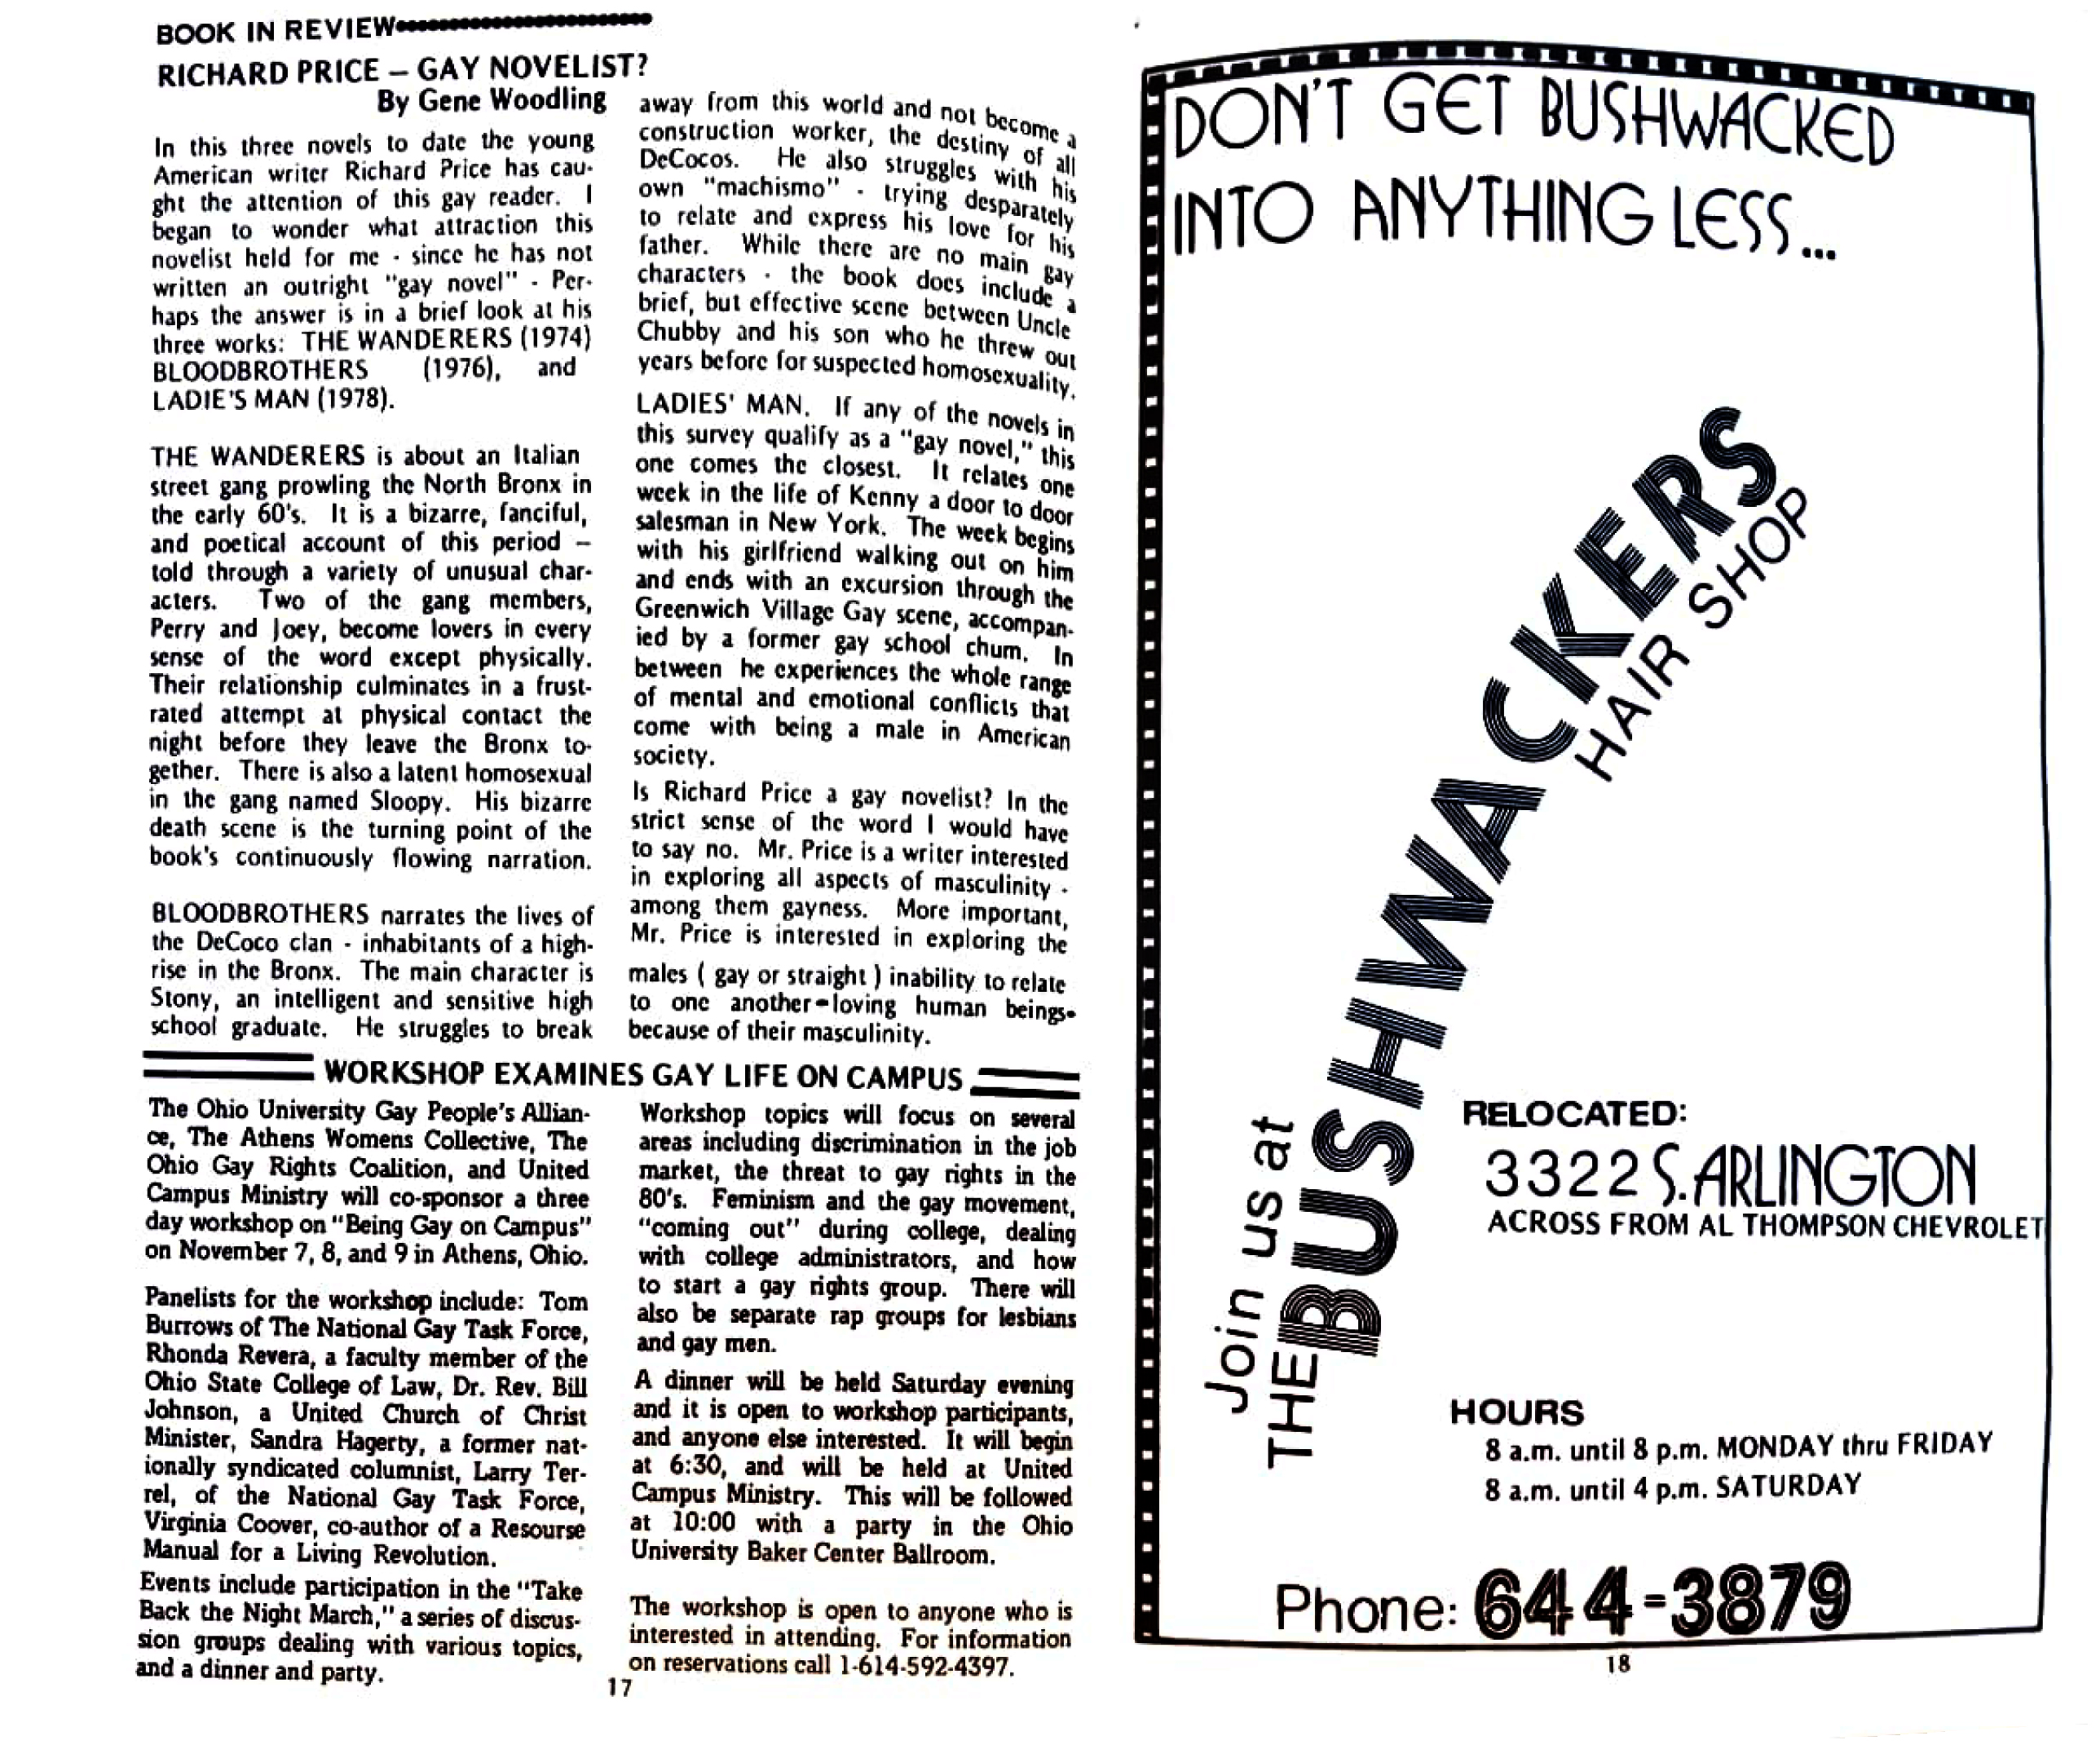 BOOK IN REVIEW
RICHARD PRICE – GAY NOVELIST?
By Gene Woodling
In this three novels to date the young
American writer Richard Price has cau-
ght the attention of this gay reader. I
began to wonder what attraction this
novelist held for me - since he has not
written an outright "gay novel" - Per-
haps the answer is in a brief look at his
three works: THE WANDERERS (1974)
BLOODBROTHERS (1976), and
LADIE'S MAN (1978).
THE WANDERERS is about an Italian
street gang prowling the North Bronx in
the early 60's. It is a bizarre, fanciful,
and poetical account of this period –
told through a variety of unusual char-
acters. Two of the gang members,
Perry and Joey, become lovers in every
sense of the word except physically.
Their relationship culminates in a frust-
rated attempt at physical contact the
night before they leave the Bronx to-
gether. There is also a latent homosexual
in the gang named Sloopy. His bizarre
death scene is the turning point of the
book's continuously flowing narration.
BLOODBROTHERS narrates the lives of
the DeCoco clan - inhabitants of a high-
rise in the Bronx. The main character is
Stony, an intelligent and sensitive high
school graduate. He struggles to break
away from this world and not become a
construction worker, the destiny of all
DeCocos. He also struggles with his
own "machismo" - trying desparately
to relate and express his love for his
father. While there are no main gay
characters - the book does include a
brief, but effective scene between Uncle
Chubby and his son who he threw out
years before for suspected homosexuality.
LADIES' MAN. If any of the novels in
this survey qualify as a "gay novel," this
one comes the closest. It relates one
week in the life of Kenny a door to door
salesman in New York. The week begins
with his girlfriend walking out on him
and ends with an excursion through the
Greenwich Village Gay scene, accompan-
ied by a former gay school chum. In
between he experiences the whole range
of mental and emotional conflicts that
come with being a male in American
society.
Is Richard Price a gay novelist? In the
strict sense of the word I would have
to say no. Mr. Price is a writer interested
in exploring all aspects of masculinity -
among them gayness. More important,
Mr. Price is interested in exploring the
males ( gay or straight ) inability to relate
to one another-loving human beings-
because of their masculinity.
WORKSHOP EXAMINES GAY LIFE ON CAMPUS
The Ohio University Gay People's Allian-
ce, The Athens Womens Collective, The
Ohio Gay Rights Coalition, and United
Campus Ministry will co-sponsor a three
day workshop on "Being Gay on Campus"
on November 7, 8, and 9 in Athens, Ohio.
Panelists for the workshop include: Tom
Burrows of The National Gay Task Force,
Rhonda Revera, a faculty member of the
Ohio State College of Law, Dr. Rev. Bill
Johnson, a United Church of Christ
Minister, Sandra Hagerty, a former nat-
ionally syndicated columnist, Larry Ter-
rel, of the National Gay Task Force,
Virginia Coover, co-author of a Resourse
Manual for a Living Revolution.
Events include participation in the "Take
Back the Night March," a series of discus-
sion groups dealing with various topics,
and a dinner and party.
Workshop topics will focus on several
areas including discrimination in the job
market, the threat to gay rights in the
80's. Feminism and the gay movement,
"coming out" during college, dealing
with college administrators, and how
to start a gay rights group. There will
also be separate rap groups for lesbians
and gay men.
A dinner will be held Saturday evening
and it is open to workshop participants,
and anyone else interested. It will begin
at 6:30, and will be held at United
Campus Ministry. This will be followed
at 10:00 with a party in the Ohio
University Baker Center Ballroom.
The workshop is open to anyone who is
interested in attending. For information
on reservations call 1-614-592-4397.
17
DON'T GET BUSHWACKED
INTO ANYTHING LESS...
Join us at
THE BUSHWACKERS
HAIR SHOP
RELOCATED:
3322 S. ARLINGTON
ACROSS FROM AL THOMPSON CHEVROLET
HOURS
8 a.m. until 8 p.m. MONDAY thru FRIDAY
8 a.m. until 4 p.m. SATURDAY
Phone: 644-3879
18